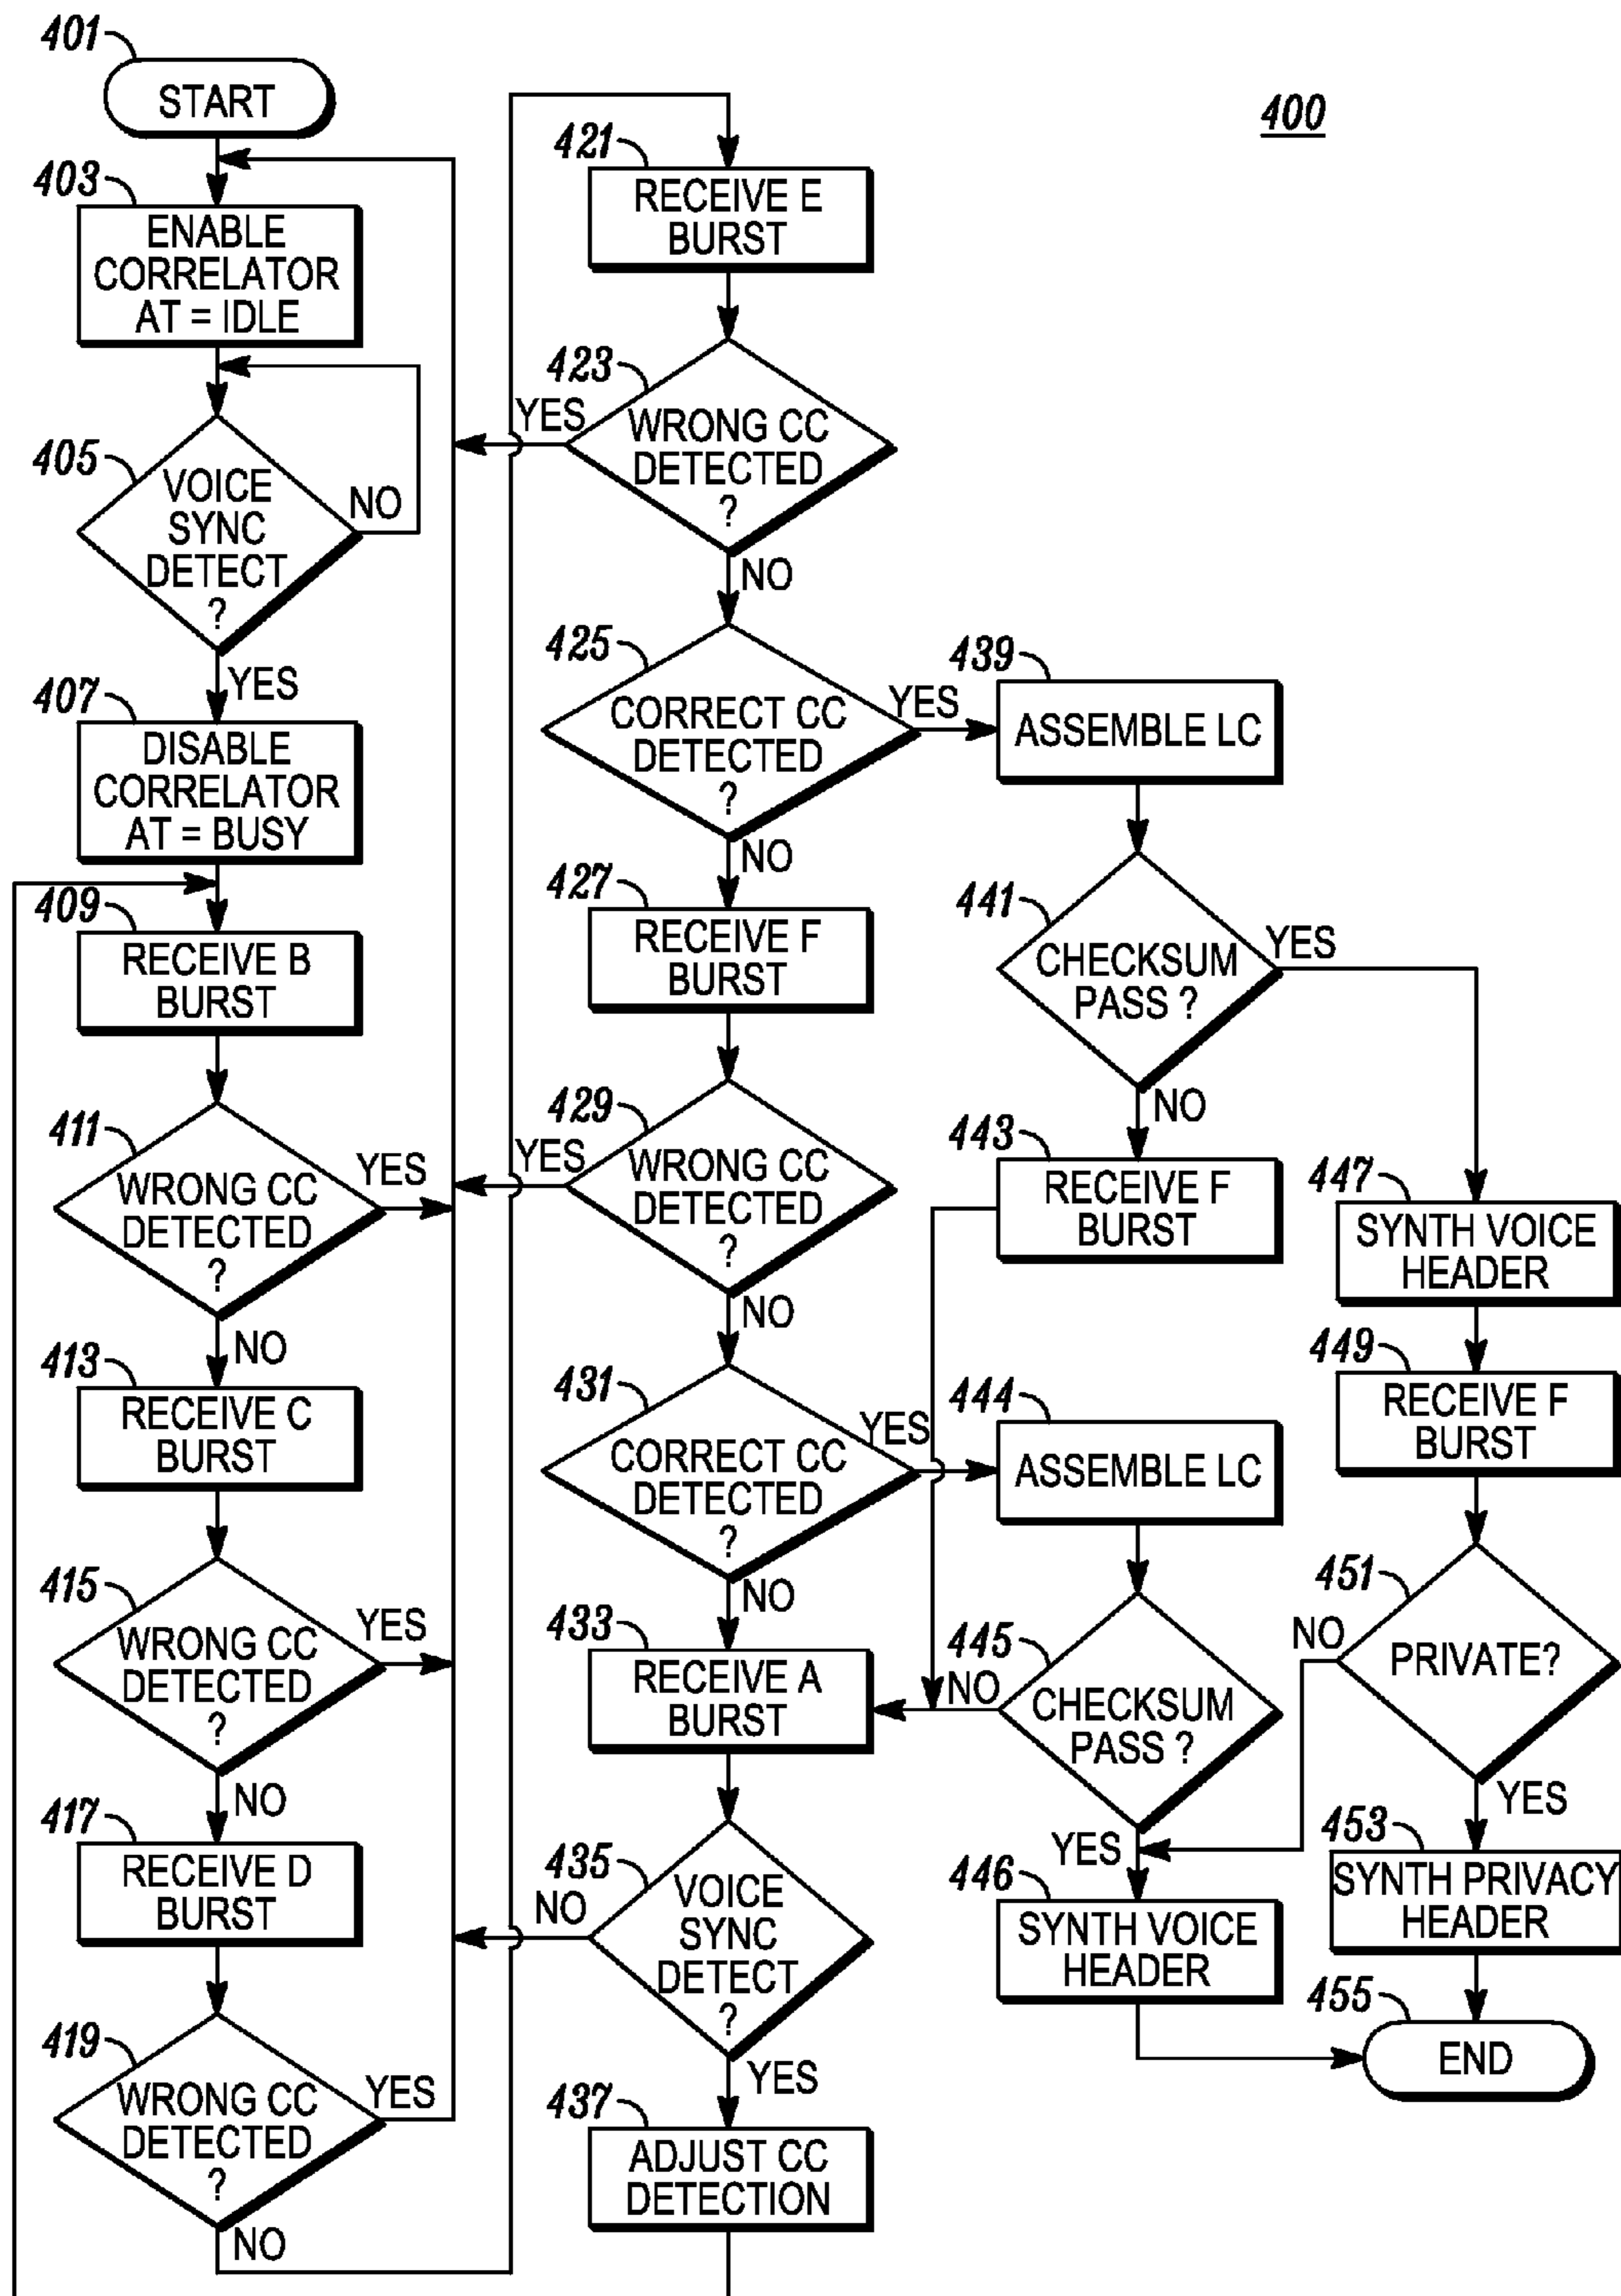 400
401
START
403
ENABLE
CORRELATOR
AT = IDLE
405
VOICE
SYNC
DETECT
?
NO
YES
407
DISABLE
CORRELATOR
AT = BUSY
409
RECEIVE B
BURST
411
WRONG CC
DETECTED
?
YES
NO
413
RECEIVE C
BURST
415
WRONG CC
DETECTED
?
YES
NO
417
RECEIVE D
BURST
419
WRONG CC
DETECTED
?
YES
NO
421
RECEIVE E
BURST
423
YES
WRONG CC
DETECTED
?
NO
425
CORRECT CC
DETECTED
?
YES
NO
427
RECEIVE F
BURST
429
YES
WRONG CC
DETECTED
?
NO
431
CORRECT CC
DETECTED
?
YES
NO
433
RECEIVE A
BURST
435
NO
VOICE
SYNC
DETECT
?
YES
437
ADJUST CC
DETECTION
439
ASSEMBLE LC
441
CHECKSUM
PASS ?
YES
NO
443
RECEIVE F
BURST
444
ASSEMBLE LC
445
NO
CHECKSUM
PASS ?
YES
446
SYNTH VOICE
HEADER
447
SYNTH VOICE
HEADER
449
RECEIVE F
BURST
451
NO
PRIVATE?
YES
453
SYNTH PRIVACY
HEADER
455
END